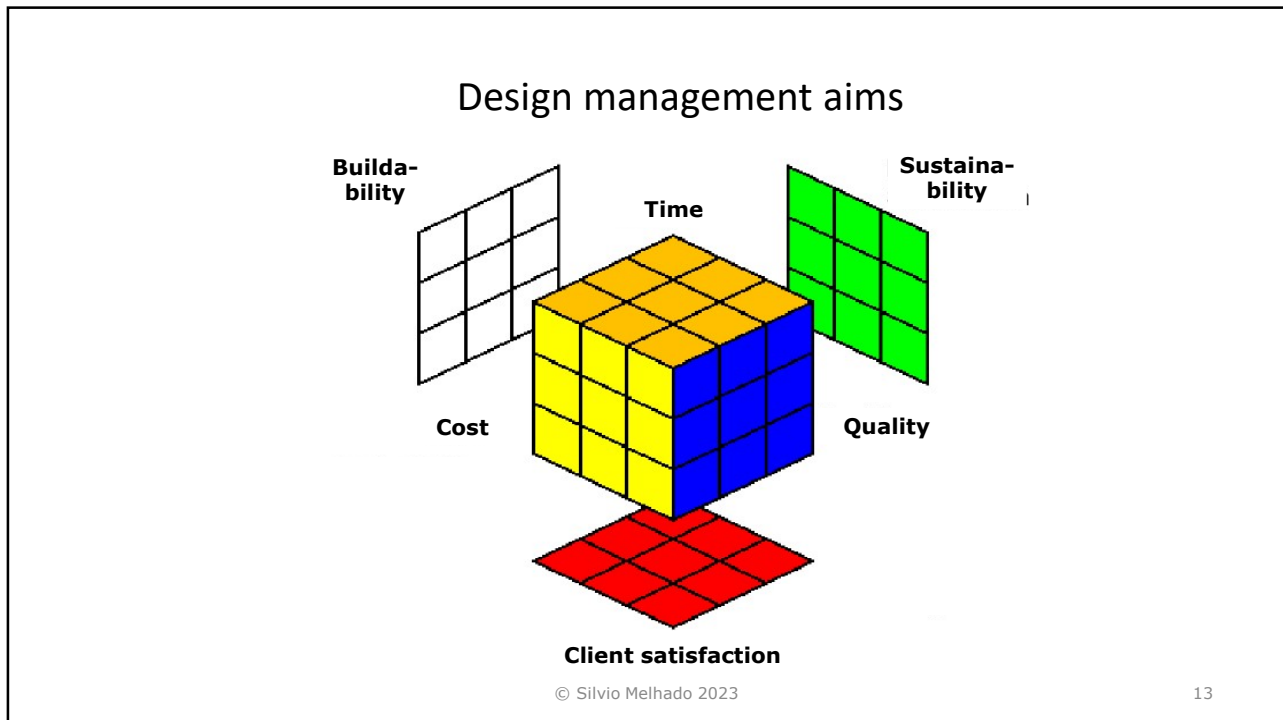 Design management aims
Builda-
bility
Sustaina-
bility
Time
Cost
Quality
Client satisfaction
© Silvio Melhado 2023
13